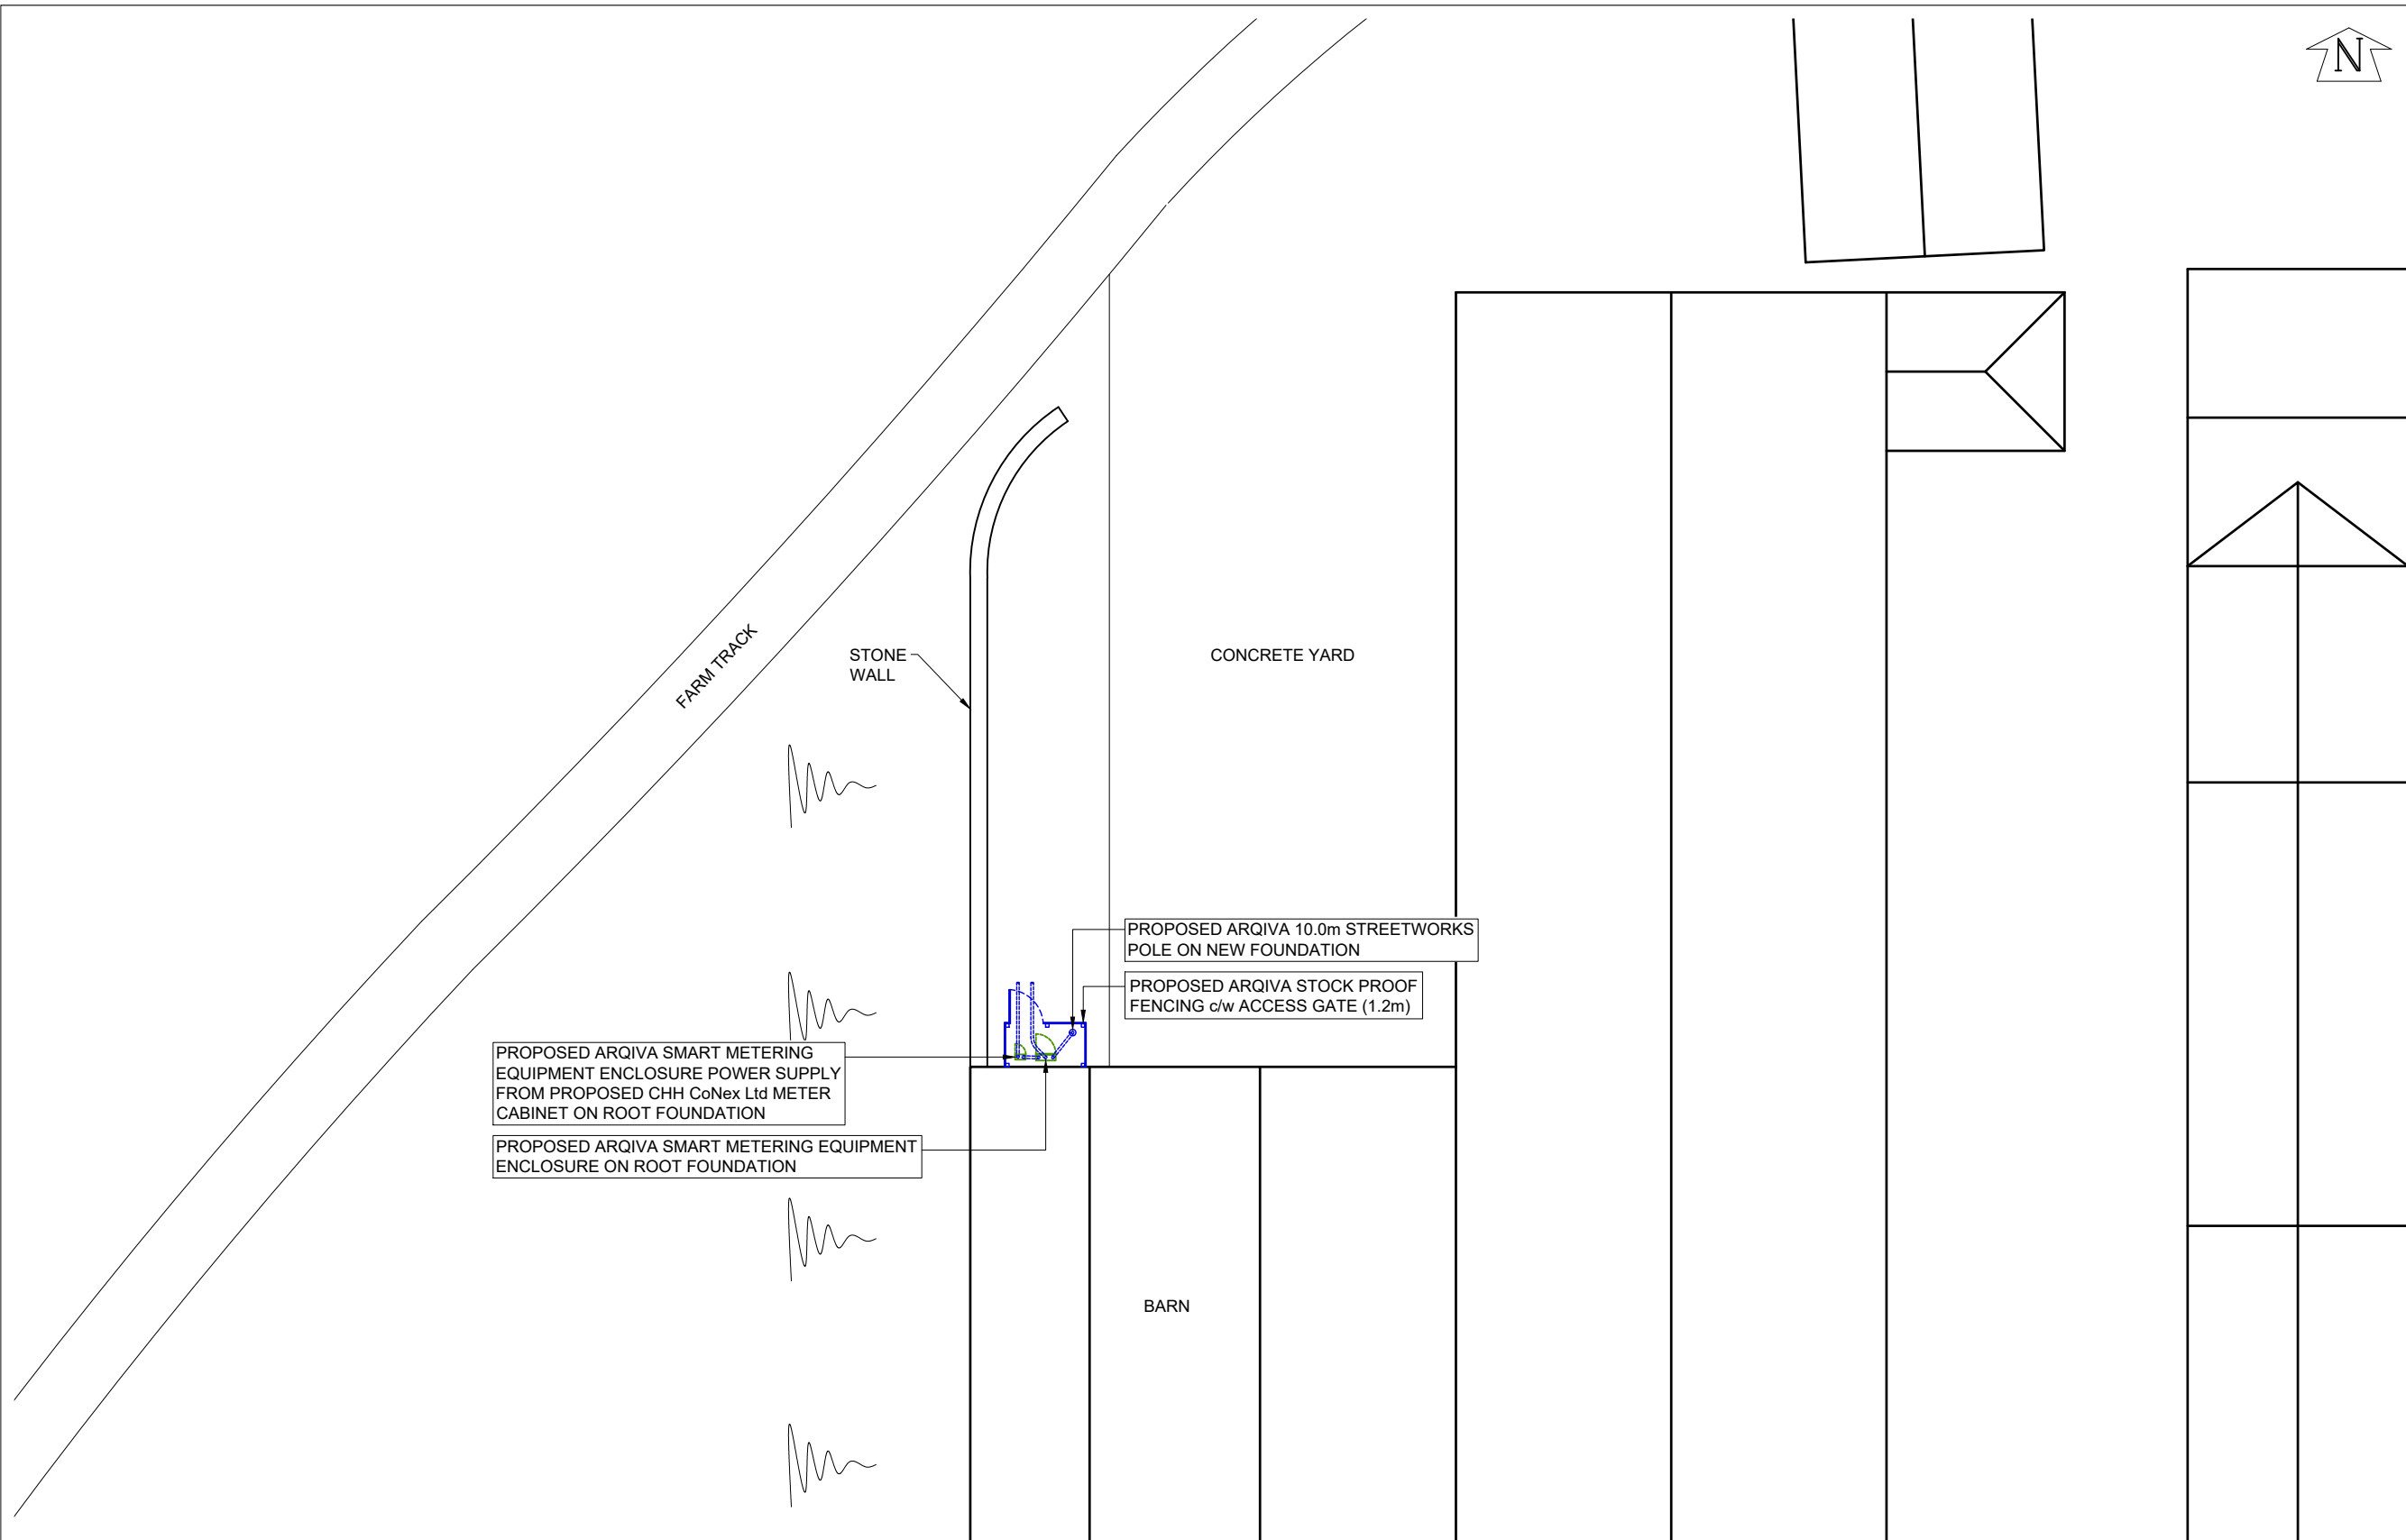 N
FARM TRACK
STONE
WALL
CONCRETE YARD
PROPOSED ARQIVA 10.0m STREETWORKS
POLE ON NEW FOUNDATION
PROPOSED ARQIVA STOCK PROOF
FENCING c/w ACCESS GATE (1.2m)
PROPOSED ARQIVA SMART METERING
EQUIPMENT ENCLOSURE POWER SUPPLY
FROM PROPOSED CHH CoNex Ltd METER
CABINET ON ROOT FOUNDATION
PROPOSED ARQIVA SMART METERING EQUIPMENT
ENCLOSURE ON ROOT FOUNDATION
BARN